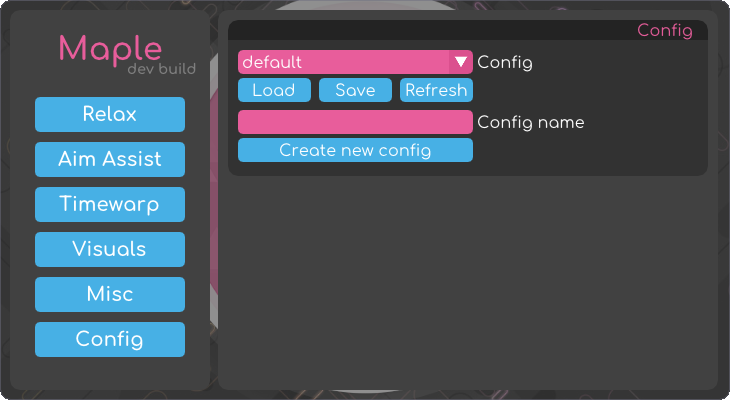 Maple
dev build
Relax
Aim Assist
Timewarp
Visuals
Misc
Config
Config
default Config
Load Save Refresh
Config name
Create new config